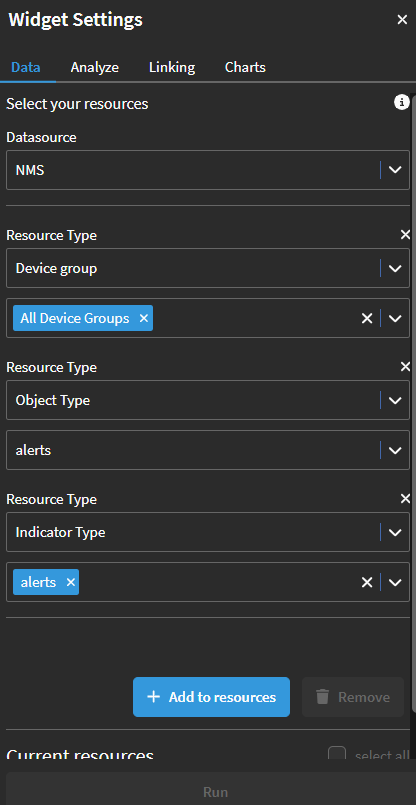 Widget Settings
Data Analyze Linking Charts
Select your resources
Datasource
NMS
Resource Type
Device group
All Device Groups
Resource Type
Object Type
alerts
Resource Type
Indicator Type
alerts
Add to resources Remove
Current resources select all
Run